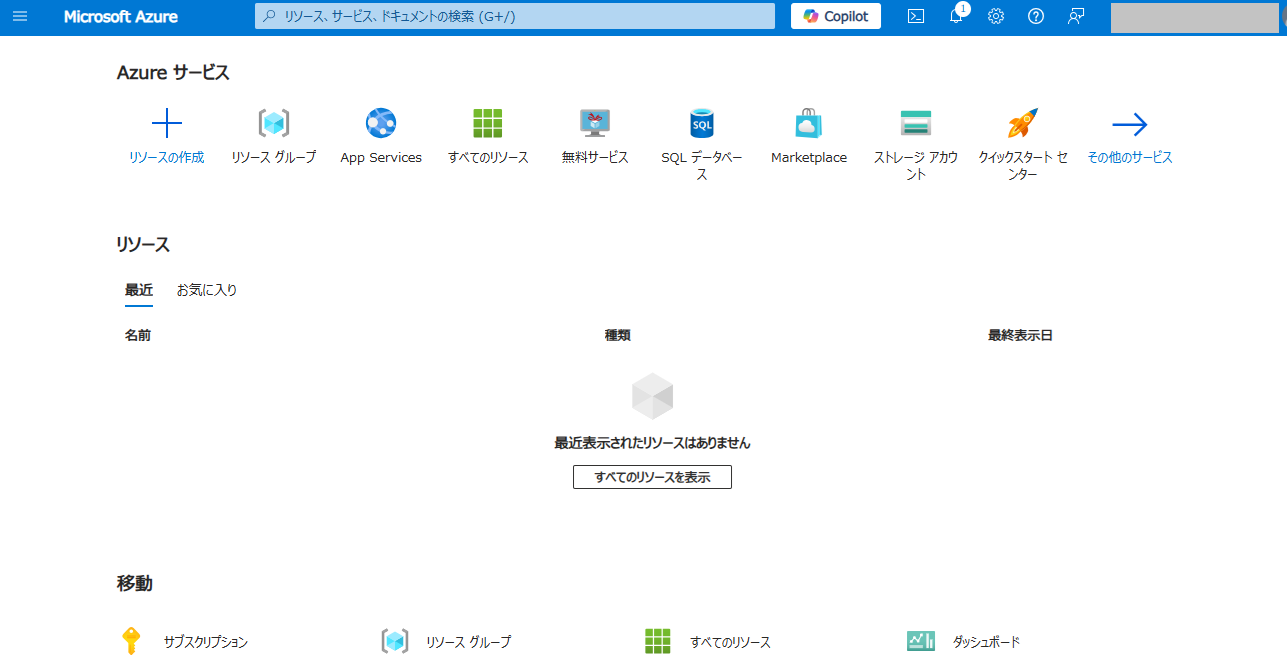 Microsoft Azure
リソース、サービス、ドキュメントの検索 (G+/)
Copilot
1
Azure サービス
リソースの作成
リソース グループ
App Services
すべてのリソース
無料サービス
SQL
SQL データベー
ス
Marketplace
ストレージ アカウ
ント
クイックスタート セ
ンター
その他のサービス
リソース
最近
お気に入り
名前
種類
最終表示日
最近表示されたリソースはありません
すべてのリソースを表示
移動
サブスクリプション
リソース グループ
すべてのリソース
ダッシュボード